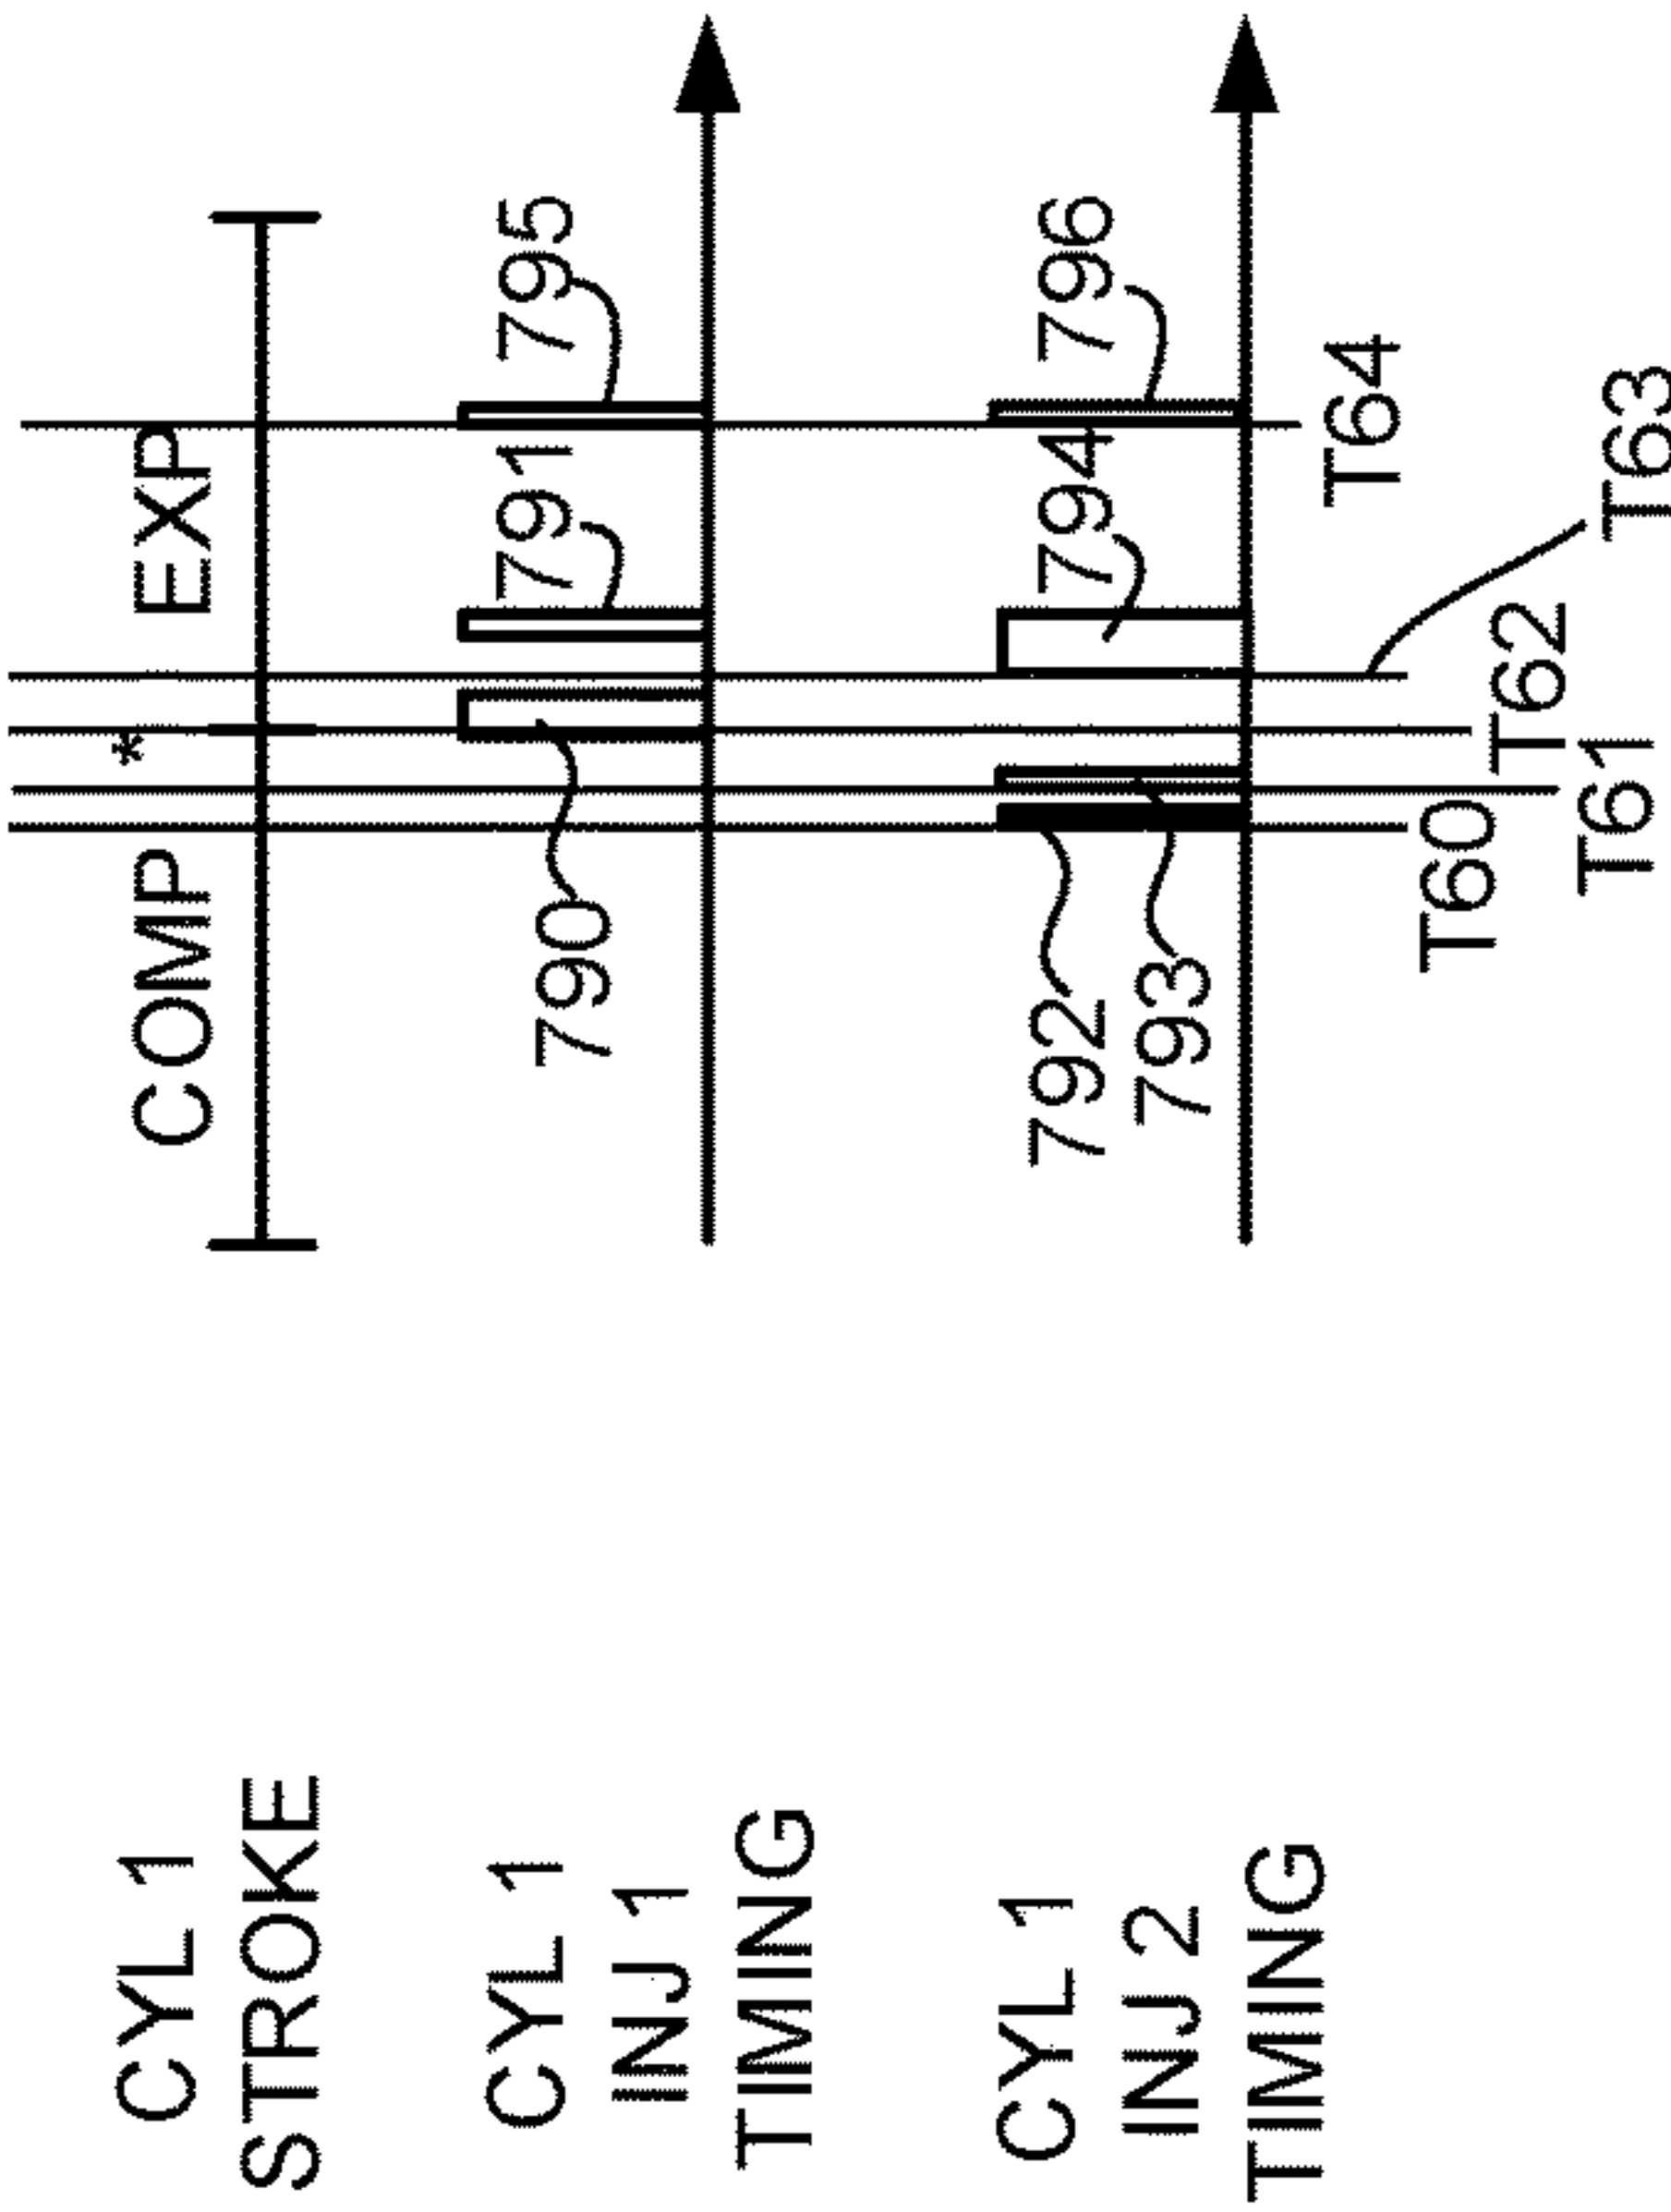 CYL 1
STROKE
COMP
*
EXP
CYL 1
INJ 1
TIMING
790
791
795
CYL 1
INJ 2
TIMING
792
793
794
796
T60
T61
T62
T63
T64